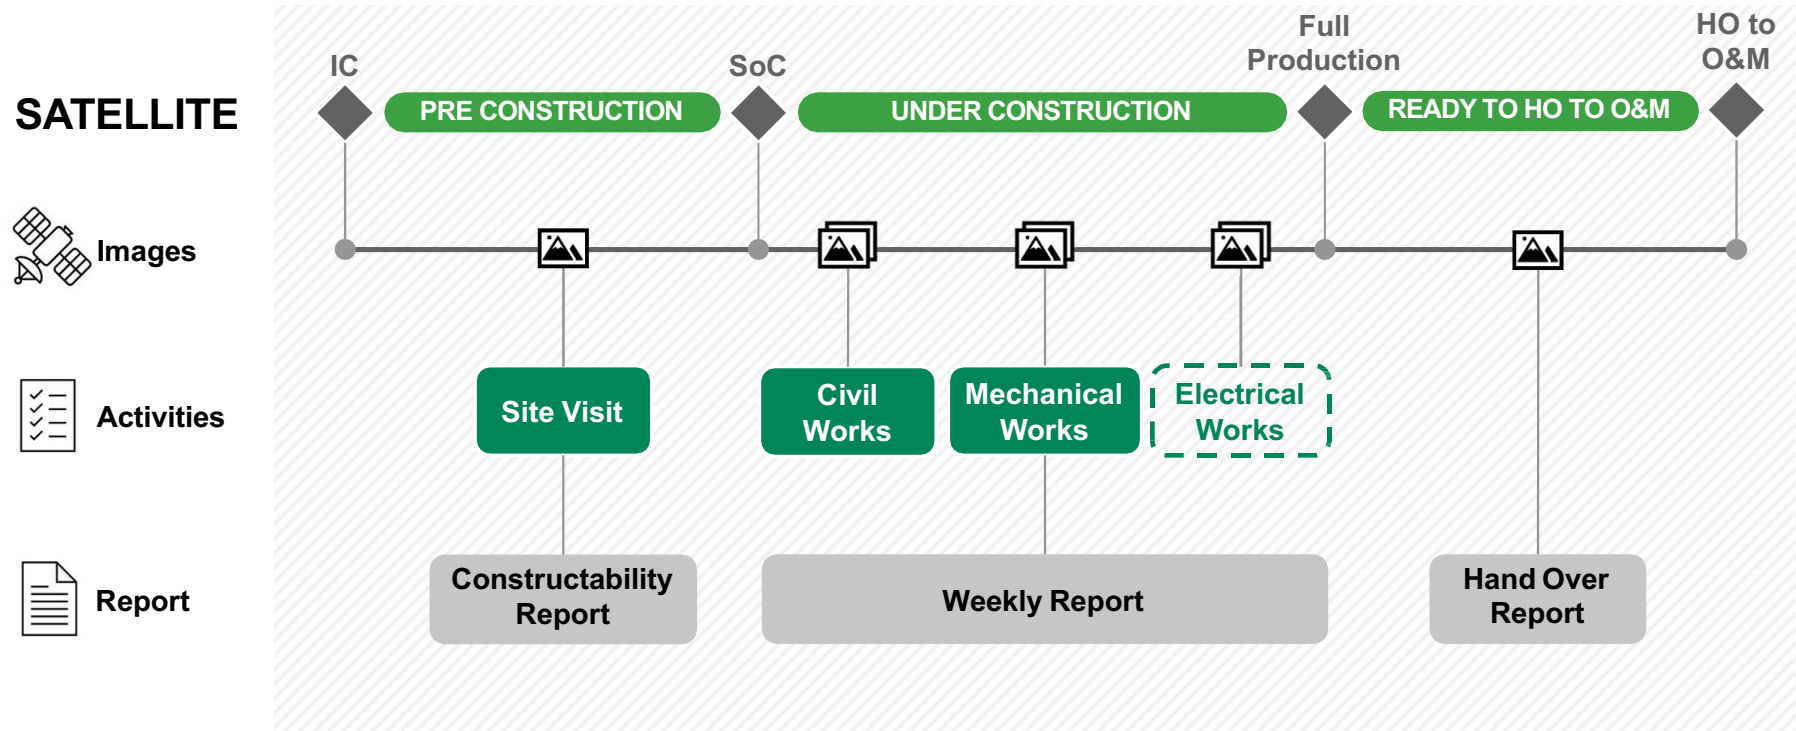 Full
HO to
IC
SoC
Production
O&M
SATELLITE
PRE CONSTRUCTION
UNDER CONSTRUCTION
READY TO HO TO O&M
Images
Activities
Site Visit
Civil
Works
Mechanical
Works
Electrical
Works
Report
Constructability
Report
Weekly Report
Hand Over
Report